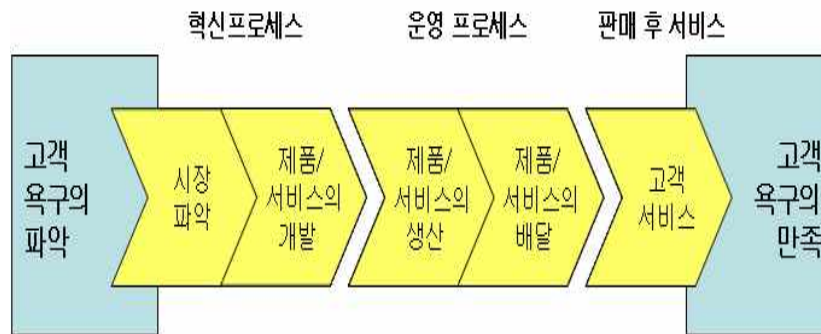 혁신프로세스
운영 프로세스
판매 후 서비스
고객
욕구의
파악
시장
파악
제품/
서비스의
개발
제품/
서비스의
생산
제품/
서비스의
배달
고객
서비스
고객
욕구의
만족